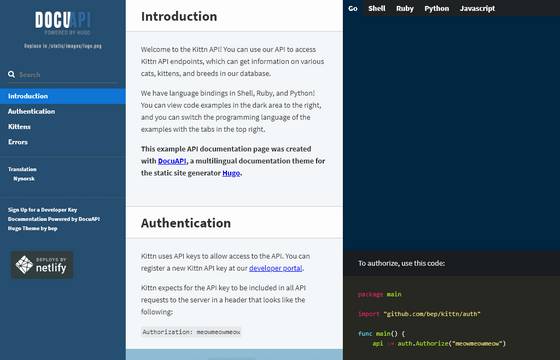 DOCUAPI
POWERED BY HUGO
Replace in /static/images/logo.png
Search
Introduction
Authentication
Kittens
Errors
Translation
Nynorsk
Sign Up for a Developer Key
Documentation Powered by DocuAPI
Hugo Theme by bep
DEPLOYS BY
netlify
Introduction
Welcome to the Kittn API! You can use our API to access
Kittn API endpoints, which can get information on various
cats, kittens, and breeds in our database.
We have language bindings in Shell, Ruby, and Python!
You can view code examples in the dark area to the right,
and you can switch the programming language of the
examples with the tabs in the top right.
This example API documentation page was created
with DocuAPI, a multilingual documentation theme for
the static site generator Hugo.
Authentication
Kittn uses API keys to allow access to the API. You can
register a new Kittn API key at our developer portal.
Kittn expects for the API key to be included in all API
requests to the server in a header that looks like the
following:
Authorization: meowmeowmeow
Go Shell Ruby Python Javascript
To authorize, use this code:
package main
import "github.com/bep/kittn/auth"
func main() {
api := auth.Authorize("meowmeowmeow")